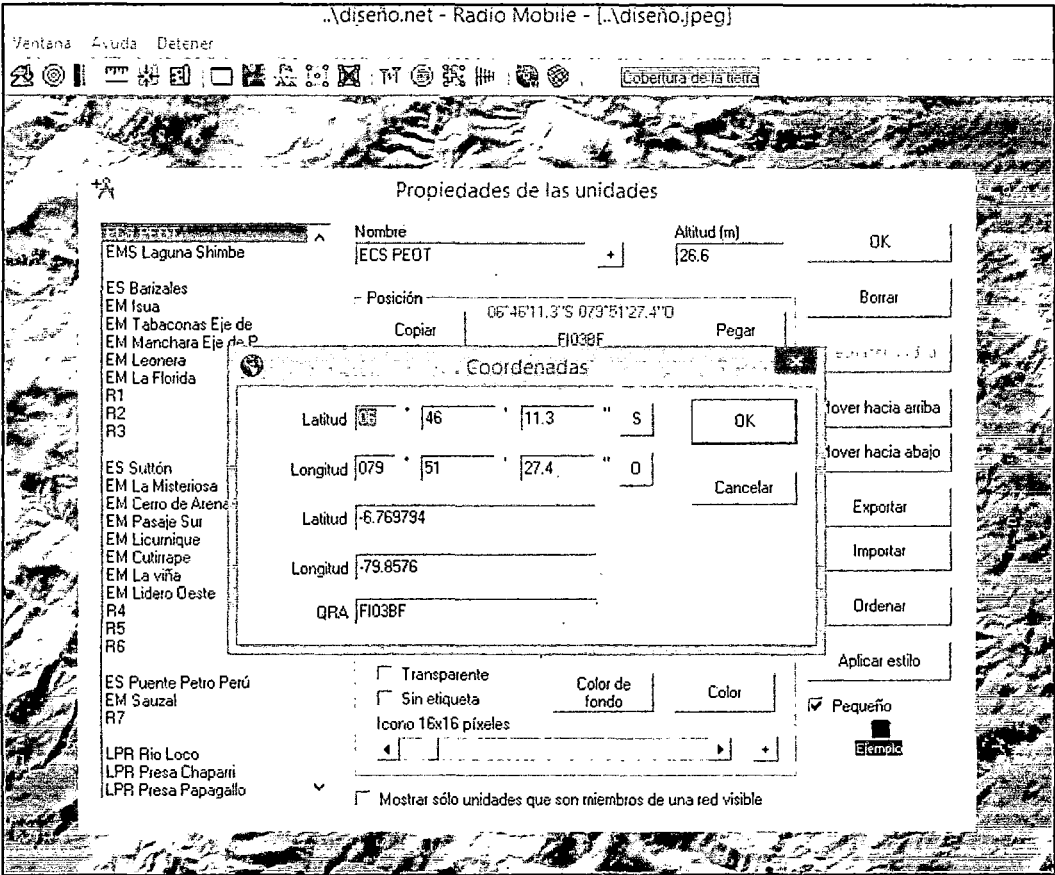 ..\diseño.net - Radio Mobile - [..\diseño.jpeg]
Ventana Ayuda Detener
Cobertura de la tierra
Propiedades de las unidades
EMS Laguna Shimbe
ES Barizales
EM Isua
EM Tabaconas Eje de
EM Manchara Eje de P
EM Leonera
EM La Florida
R1
R2
R3
ES Suttón
EM La Misteriosa
EM Cerro de Arena
EM Pasaje Sur
EM Licurnique
EM Cutirrape
EM La viña
EM Lidero Oeste
R4
R5
R6
ES Puente Petro Perú
EM Sauzal
R7
LPR Rio Loco
LPR Presa Chaparri
LPR Presa Papagallo
Nombre
ECS PEOT
+
Altitud (m)
26.6
Posición
Copiar
06°46'11.3"S 079°51'27.4"O
FI03BF
Pegar
Coordenadas
Latitud 06 ° 46 ' 11.3 " S
Longitud 079 ° 51 ' 27.4 " O
Latitud -6.769794
Longitud -79.8576
QRA FI03BF
OK
Cancelar
Transparente
Sin etiqueta
Color de fondo
Color
Icono 16x16 píxeles
+
Mostrar sólo unidades que son miembros de una red visible
OK
Borrar
over hacia arriba
over hacia abajo
Exportar
Importar
Ordenar
Aplicar estilo
Pequeño
Ejemplo